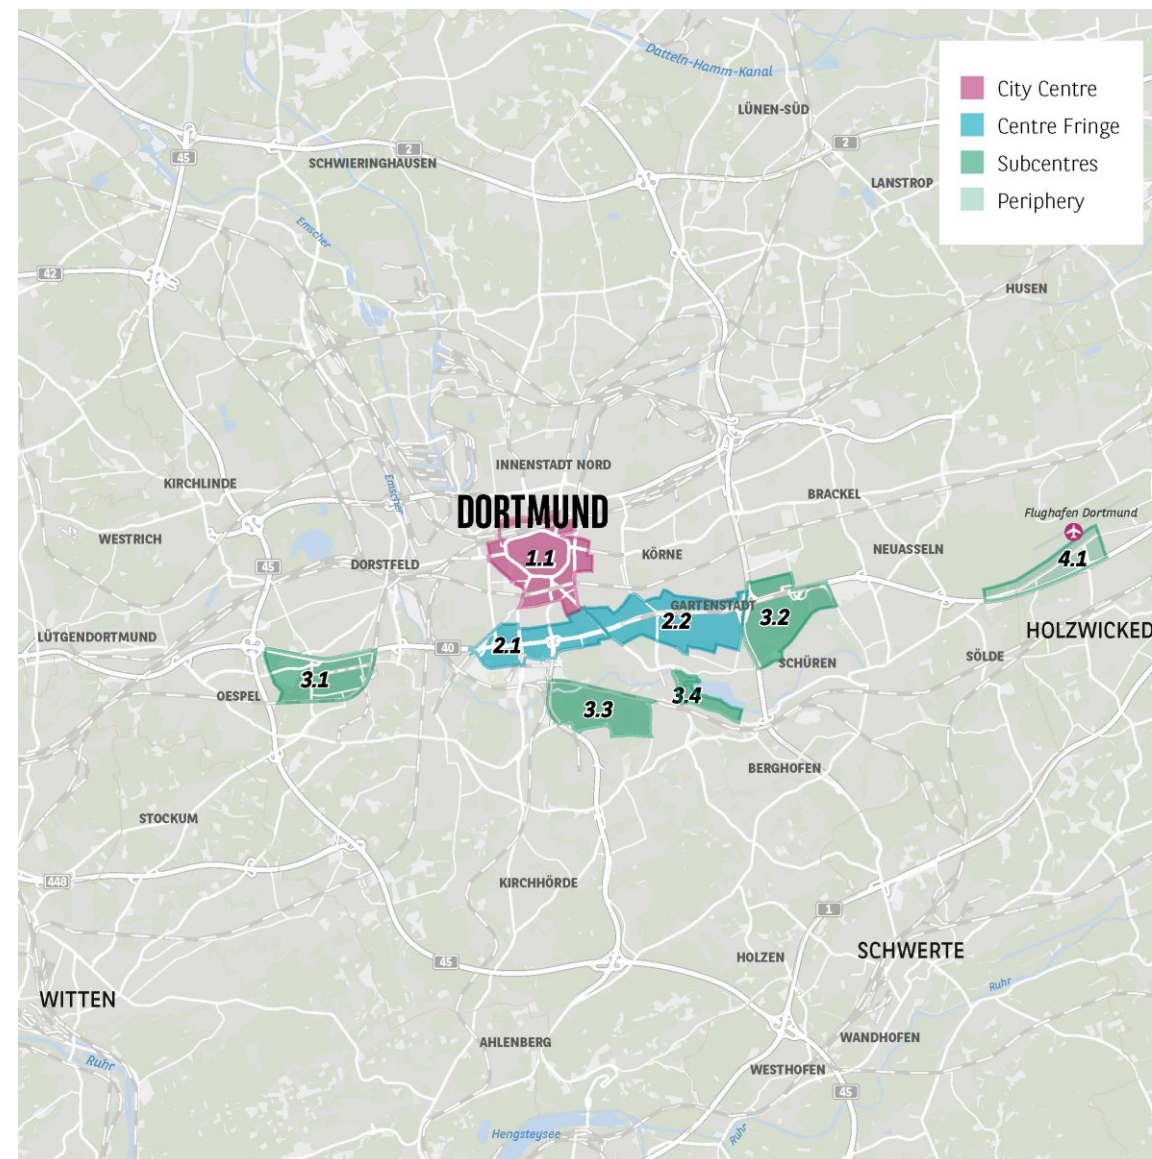 Datteln-Hamm-Kanal
City Centre
Centre Fringe
Subcentres
Periphery
LÜNEN-SÜD
2
2
45
SCHWIERINGHAUSEN
LANSTROP
Emscher
42
HUSEN
INNENSTADT NORD
KIRCHLINDE
Emscher
BRACKEL
DORTMUND
Flughafen Dortmund
WESTRICH
1.1
KÖRNE
NEUASSELN
4.1
45
DORSTFELD
GARTENSTADT
3.2
2.2
HOLZWICKED
LÜTGENDORTMUND
40
2.1
SÖLDE
SCHÜREN
3.1
OESPEL
3.4
3.3
BERGHOFEN
STOCKUM
448
KIRCHHÖRDE
1
SCHWERTE
45
HOLZEN
Ruhr
WITTEN
WANDHOFEN
AHLENBERG
Ruhr
WESTHOFEN
45
Hengsteysee
Ruhr